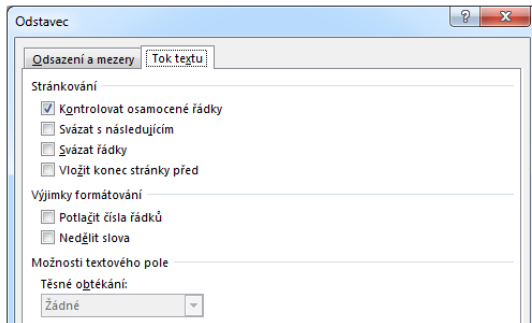 Odstavec
Odsazení a mezery Tok textu
Stránkování
Kontrolovat osamocené řádky
Svázat s následujícím
Svázat řádky
Vložit konec stránky před
Výjimky formátování
Potlačit čísla řádků
Nedělit slova
Možnosti textového pole
Těsné obtékání:
Žádné